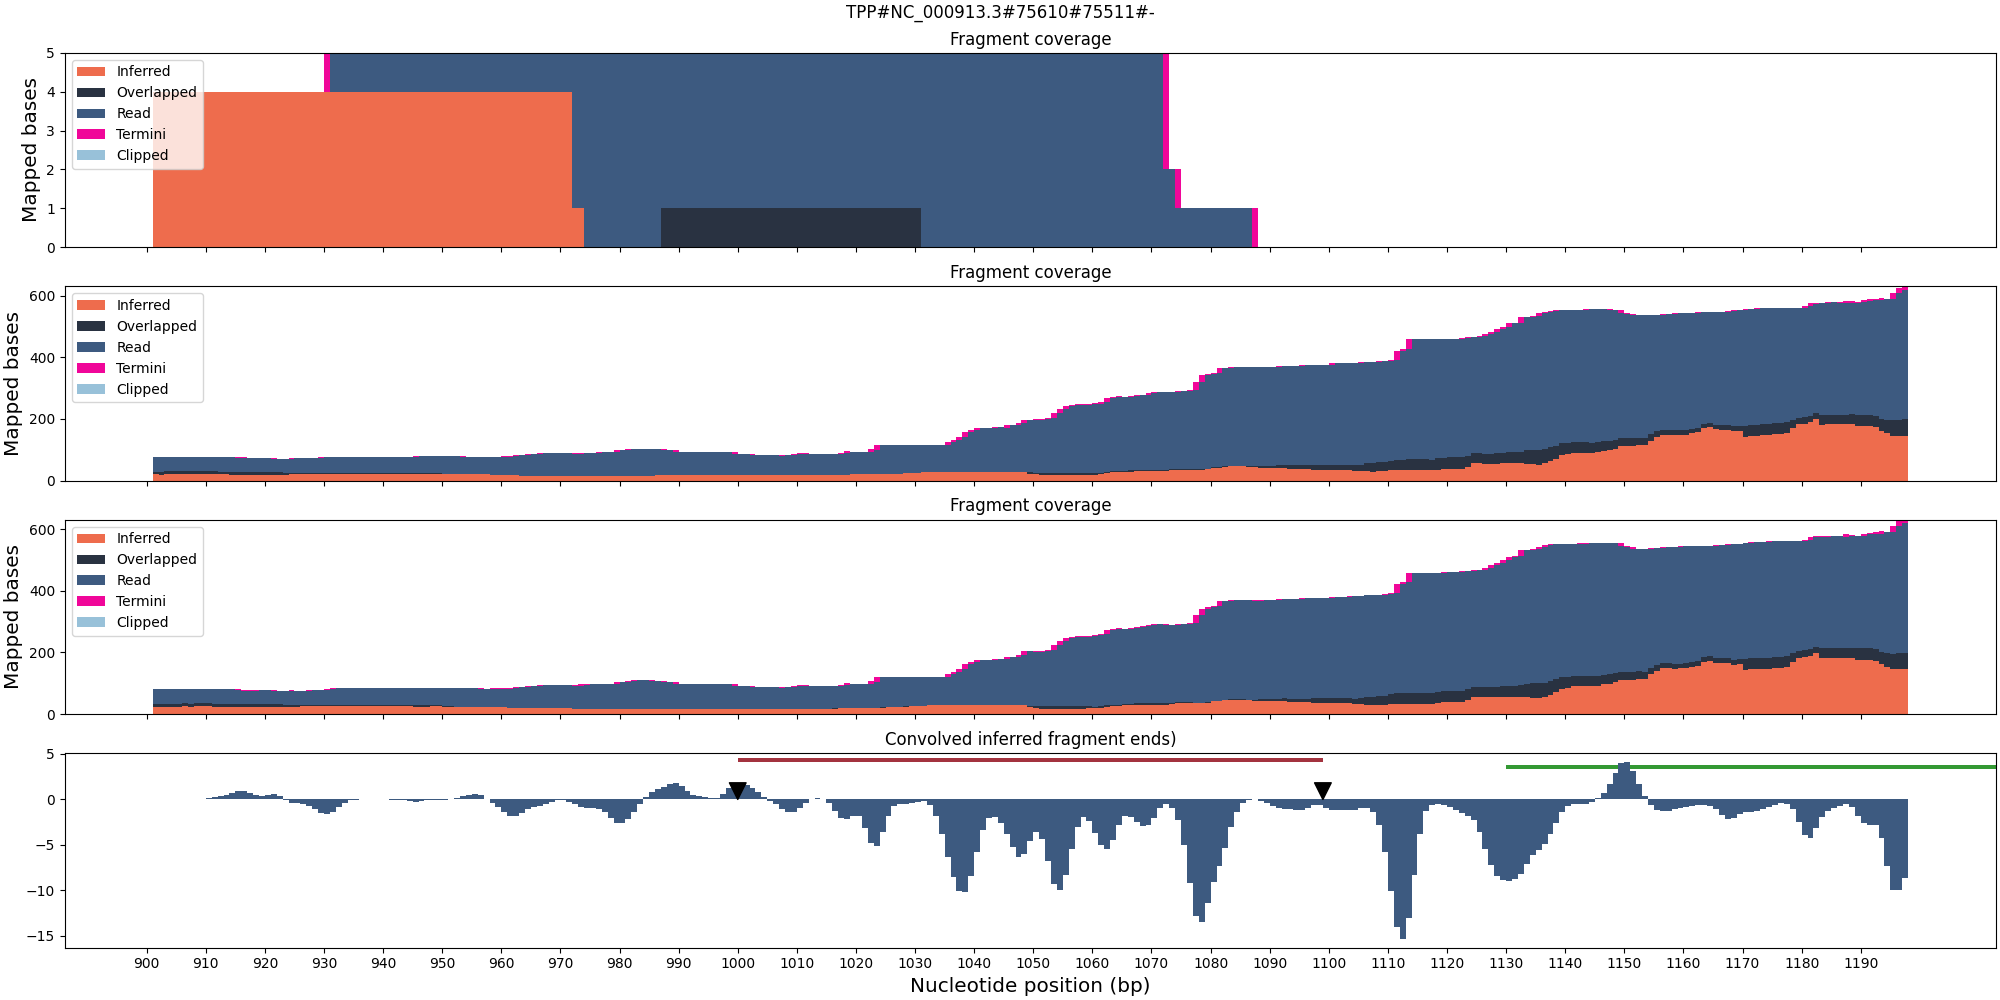 TPP#NC_000913.3#75610#75511#-
Fragment coverage
Mapped bases
5
4
3
2
1
0
Inferred
Overlapped
Read
Termini
Clipped
Fragment coverage
Mapped bases
600
400
200
0
Inferred
Overlapped
Read
Termini
Clipped
Fragment coverage
Mapped bases
600
400
200
0
Inferred
Overlapped
Read
Termini
Clipped
Convolved inferred fragment ends)
5
0
−5
−10
−15
900 910 920 930 940 950 960 970 980 990 1000 1010 1020 1030 1040 1050 1060 1070 1080 1090 1100 1110 1120 1130 1140 1150 1160 1170 1180 1190
Nucleotide position (bp)